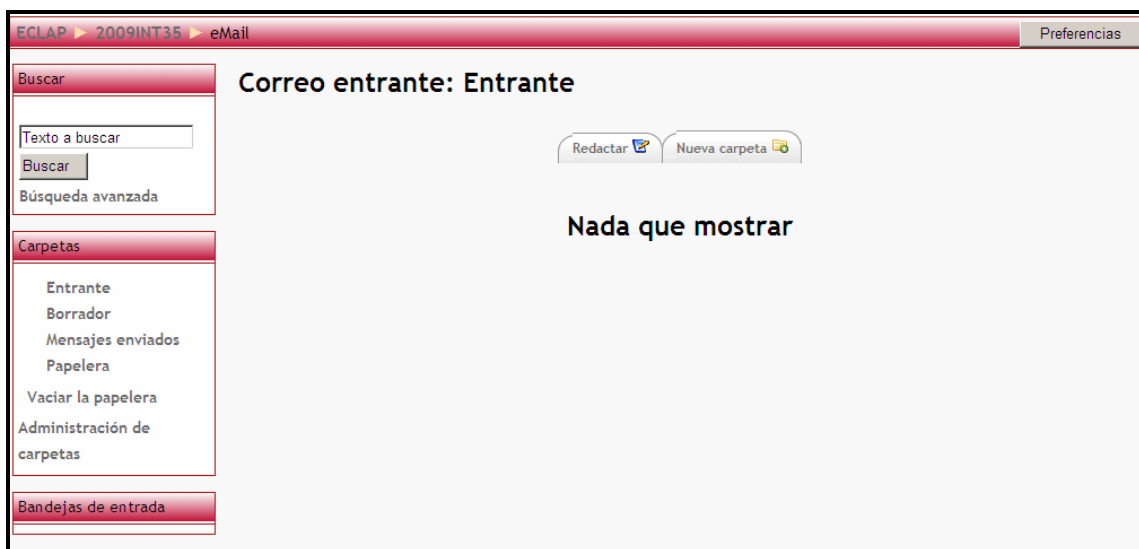 ECLAP ► 2009INT35 ► eMail
Preferencias
Buscar
Texto a buscar
Buscar
Búsqueda avanzada
Carpetas
Entrante
Borrador
Mensajes enviados
Papelera
Vaciar la papelera
Administración de
carpetas
Bandejas de entrada
Correo entrante: Entrante
Redactar
Nueva carpeta
Nada que mostrar